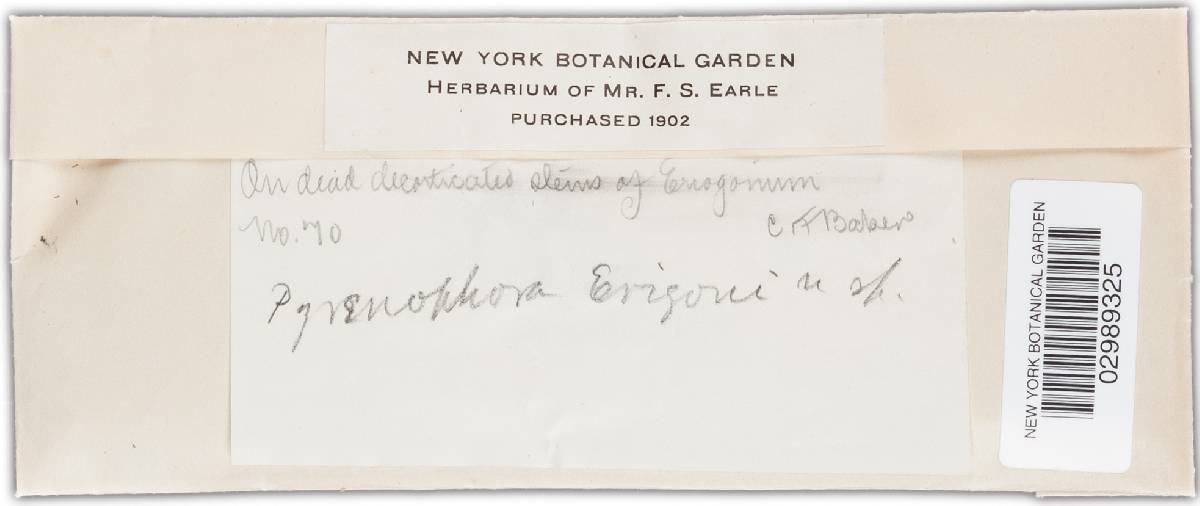 NEW YORK BOTANICAL GARDEN
HERBARIUM OF MR. F. S. EARLE
PURCHASED 1902
On dead decorticated stems of Eriogonum
No. 70
C F Baker
Pyrenophora Erigoni n sp.
NEW YORK BOTANICAL GARDEN
02989325